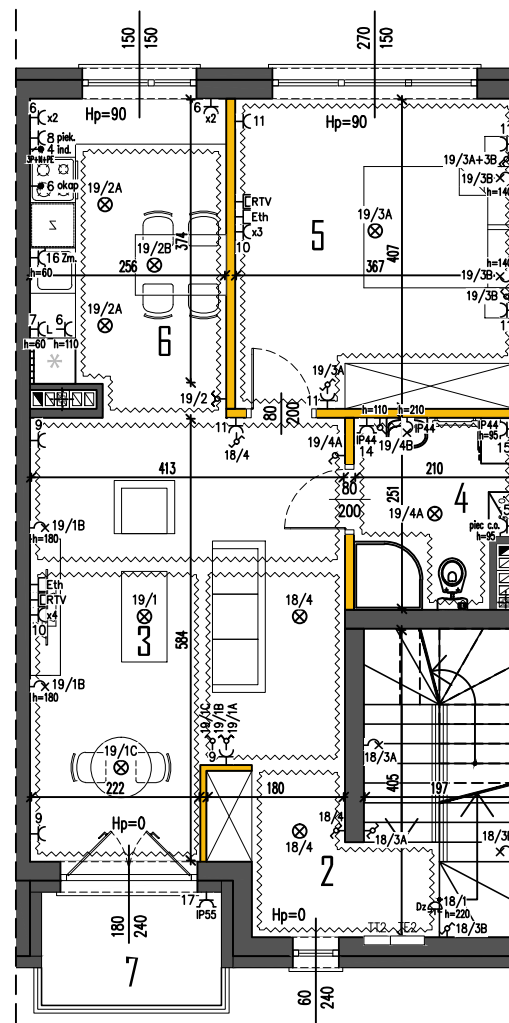 150 150
270 150
6
x2
Hp=90
6
x2
11
Hp=90
8 piek.
4 ind.
3P+N+PE
19/3A+3B
6 okap
19/2A
19/3B
RTV
Eth
x3
10
19/3A
5
19/2B
374
407
16 Zm.
h=60
256
367
19/3B
19/3B
7
L
6
h=60
h=110
19/2A
6
19/3A
19/2
11
80
200
11
h=110
h=210
9
18/4
19/4A
IP44
14
IP44
19/4B
IP44
h=95
15
413
80
200
210
251
4
19/4A
19/1B
h=180
piec c.o.
h=95
Eth
RTV
x4
10
19/1
3
584
18/4
19/1B
h=180
19/1C
19/1B
19/1A
9
19/1C
18/3A
222
180
405
197
9
Hp=0
18/4
18/4
18/3A
2
17
IP55
Hp=0
Dz
18/1
h=220
18/3B
180
240
7
TT2 TE2
60
240